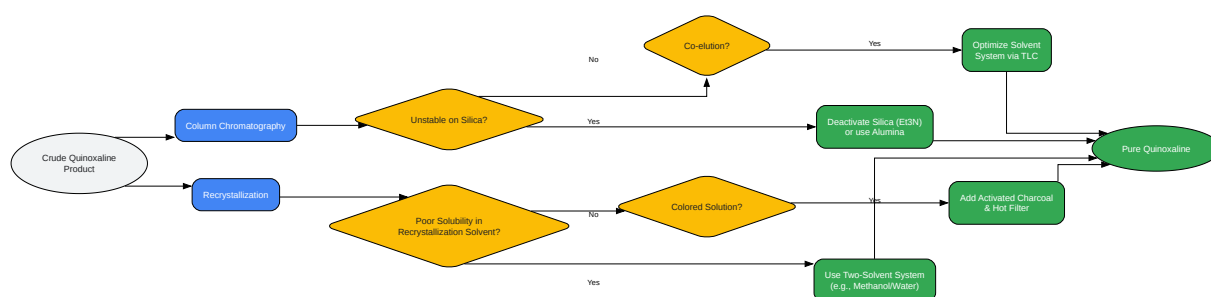 Co-elution?
Yes
Optimize Solvent
System via TLC
No
Column Chromatography
Unstable on Silica?
Yes
Deactivate Silica (Et3N)
or use Alumina
Crude Quinoxaline
Product
Pure Quinoxaline
Recrystallization
Poor Solubility in
Recrystallization Solvent?
No
Colored Solution?
Yes
Add Activated Charcoal
& Hot Filter
Yes
Use Two-Solvent System
(e.g., Methanol/Water)